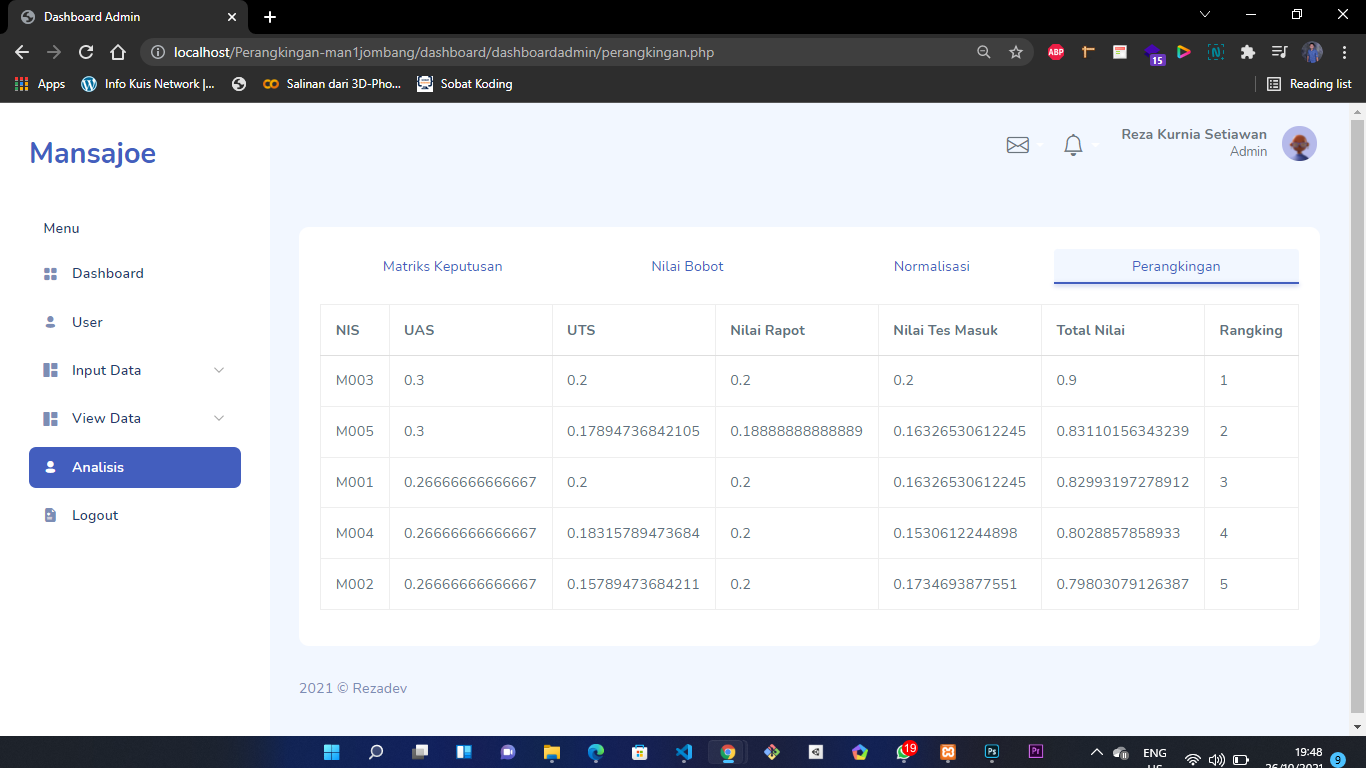 Dashboard Admin
localhost/Perangkingan-man1jombang/dashboard/dashboardadmin/perangkingan.php
ABP
15
N
Apps
Info Kuis Network |...
Salinan dari 3D-Pho...
Sobat Koding
Reading list
Mansajoe
Reza Kurnia Setiawan
Admin
Menu
Dashboard
User
Input Data
View Data
Analisis
Logout
Matriks Keputusan Nilai Bobot Normalisasi Perangkingan
NIS UAS UTS Nilai Rapot Nilai Tes Masuk Total Nilai Rangking
M003 0.3 0.2 0.2 0.2 0.9 1
M005 0.3 0.17894736842105 0.18888888888889 0.16326530612245 0.83110156343239 2
M001 0.26666666666667 0.2 0.2 0.16326530612245 0.82993197278912 3
M004 0.26666666666667 0.18315789473684 0.2 0.1530612244898 0.8028857858933 4
M002 0.26666666666667 0.15789473684211 0.2 0.1734693877551 0.79803079126387 5
2021 © Rezadev
19
Ps
Pr
ENG
US
19:48
26/10/2021
9